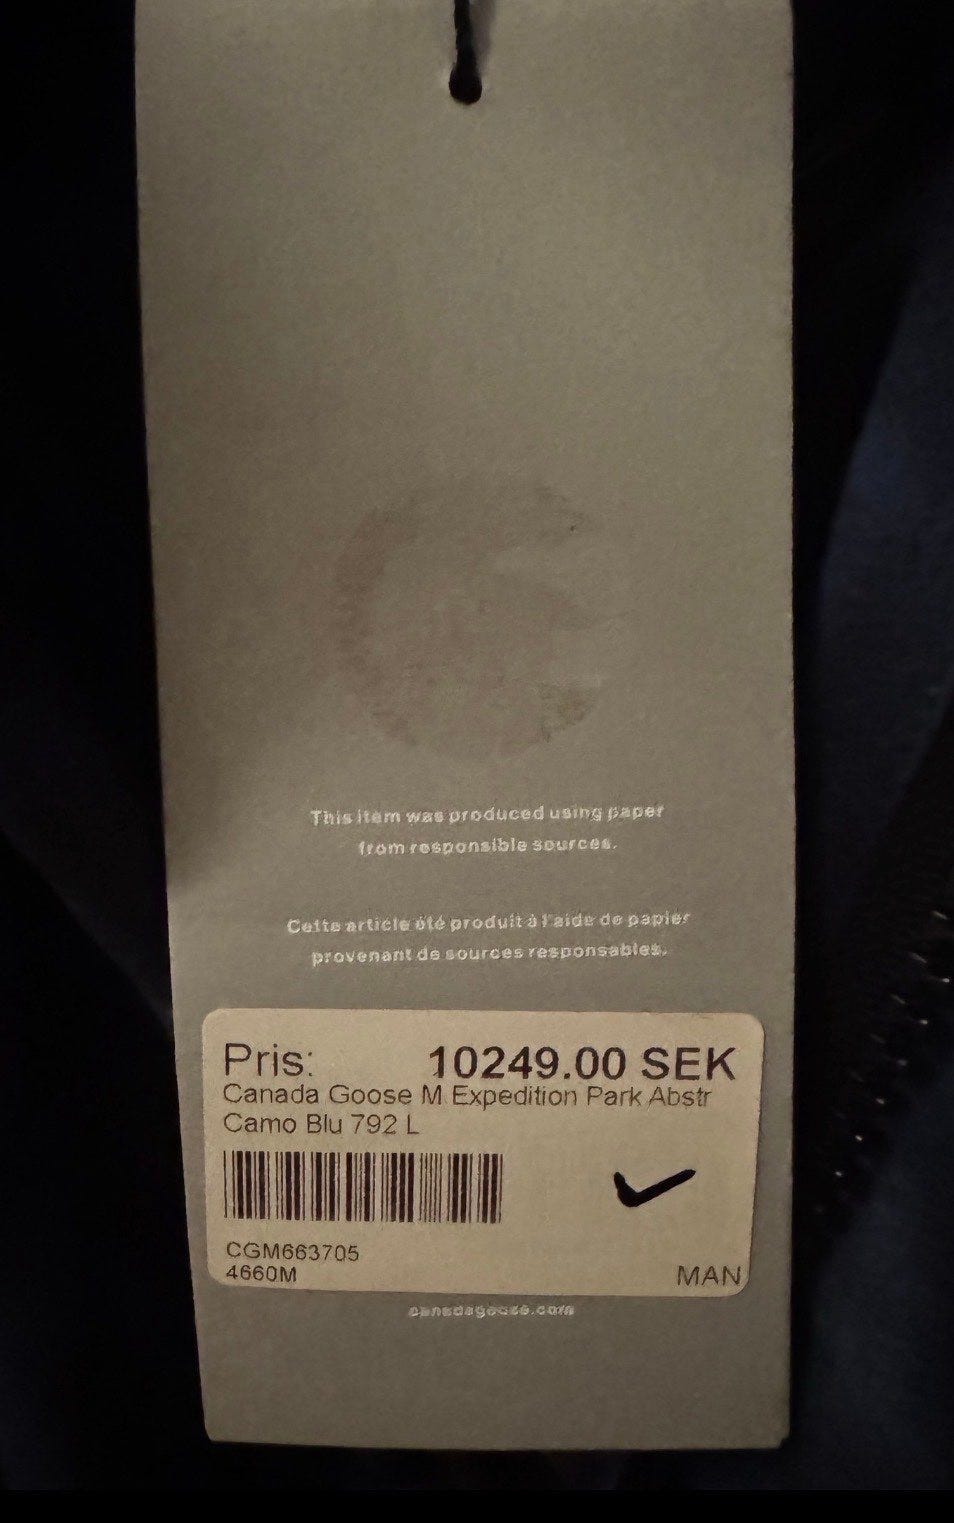 This item was produced using paper
from responsible sources.
Cette article été produit à l'aide de papier
provenant de sources responsables.
Pris: 10249.00 SEK
Canada Goose M Expedition Park Abstr
Camo Blu 792 L
CGM663705
4660M MAN
canadagoose.com